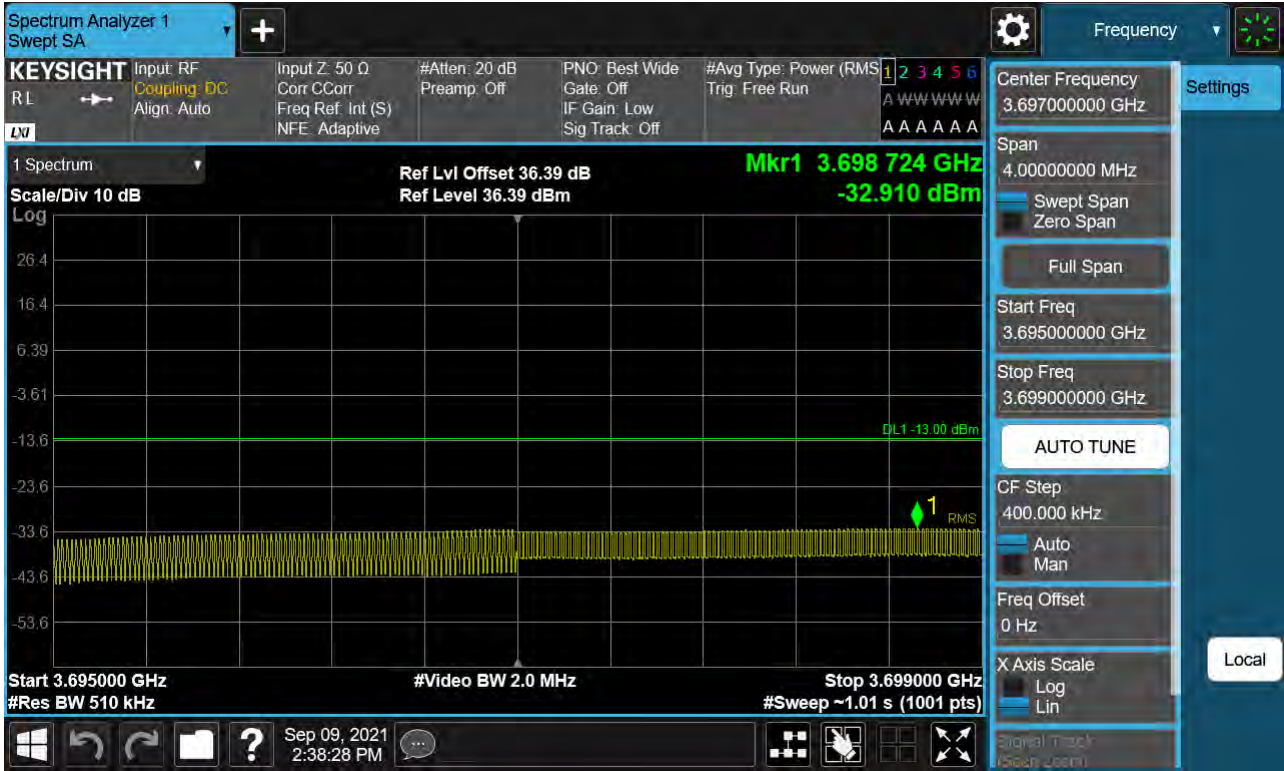 Spectrum Analyzer 1
Swept SA
Frequency
KEYSIGHT
R L
LXI
Input: RF
Coupling: DC
Align: Auto
Input Z: 50 Ω
Corr CCorr
Freq Ref: Int (S)
NFE: Adaptive
#Atten: 20 dB
Preamp: Off
PNO: Best Wide
Gate: Off
IF Gain: Low
Sig Track: Off
#Avg Type: Power (RMS
Trig: Free Run
1 2 3 4 5 6
A W W W W W
A A A A A A
1 Spectrum
Scale/Div 10 dB
Log
Ref Lvl Offset 36.39 dB
Ref Level 36.39 dBm
Mkr1 3.698 724 GHz
-32.910 dBm
26.4
16.4
6.39
-3.61
-13.6
-23.6
-33.6
-43.6
-53.6
DL1 -13.00 dBm
1
RMS
Start 3.695000 GHz
#Res BW 510 kHz
#Video BW 2.0 MHz
Stop 3.699000 GHz
#Sweep ~1.01 s (1001 pts)
Center Frequency
3.697000000 GHz
Span
4.00000000 MHz
Swept Span
Zero Span
Full Span
Start Freq
3.695000000 GHz
Stop Freq
3.699000000 GHz
AUTO TUNE
CF Step
400.000 kHz
Auto
Man
Freq Offset
0 Hz
X Axis Scale
Log
Lin
Signal Track
(Span Zoom)
Settings
Local
?
Sep 09, 2021
2:38:28 PM